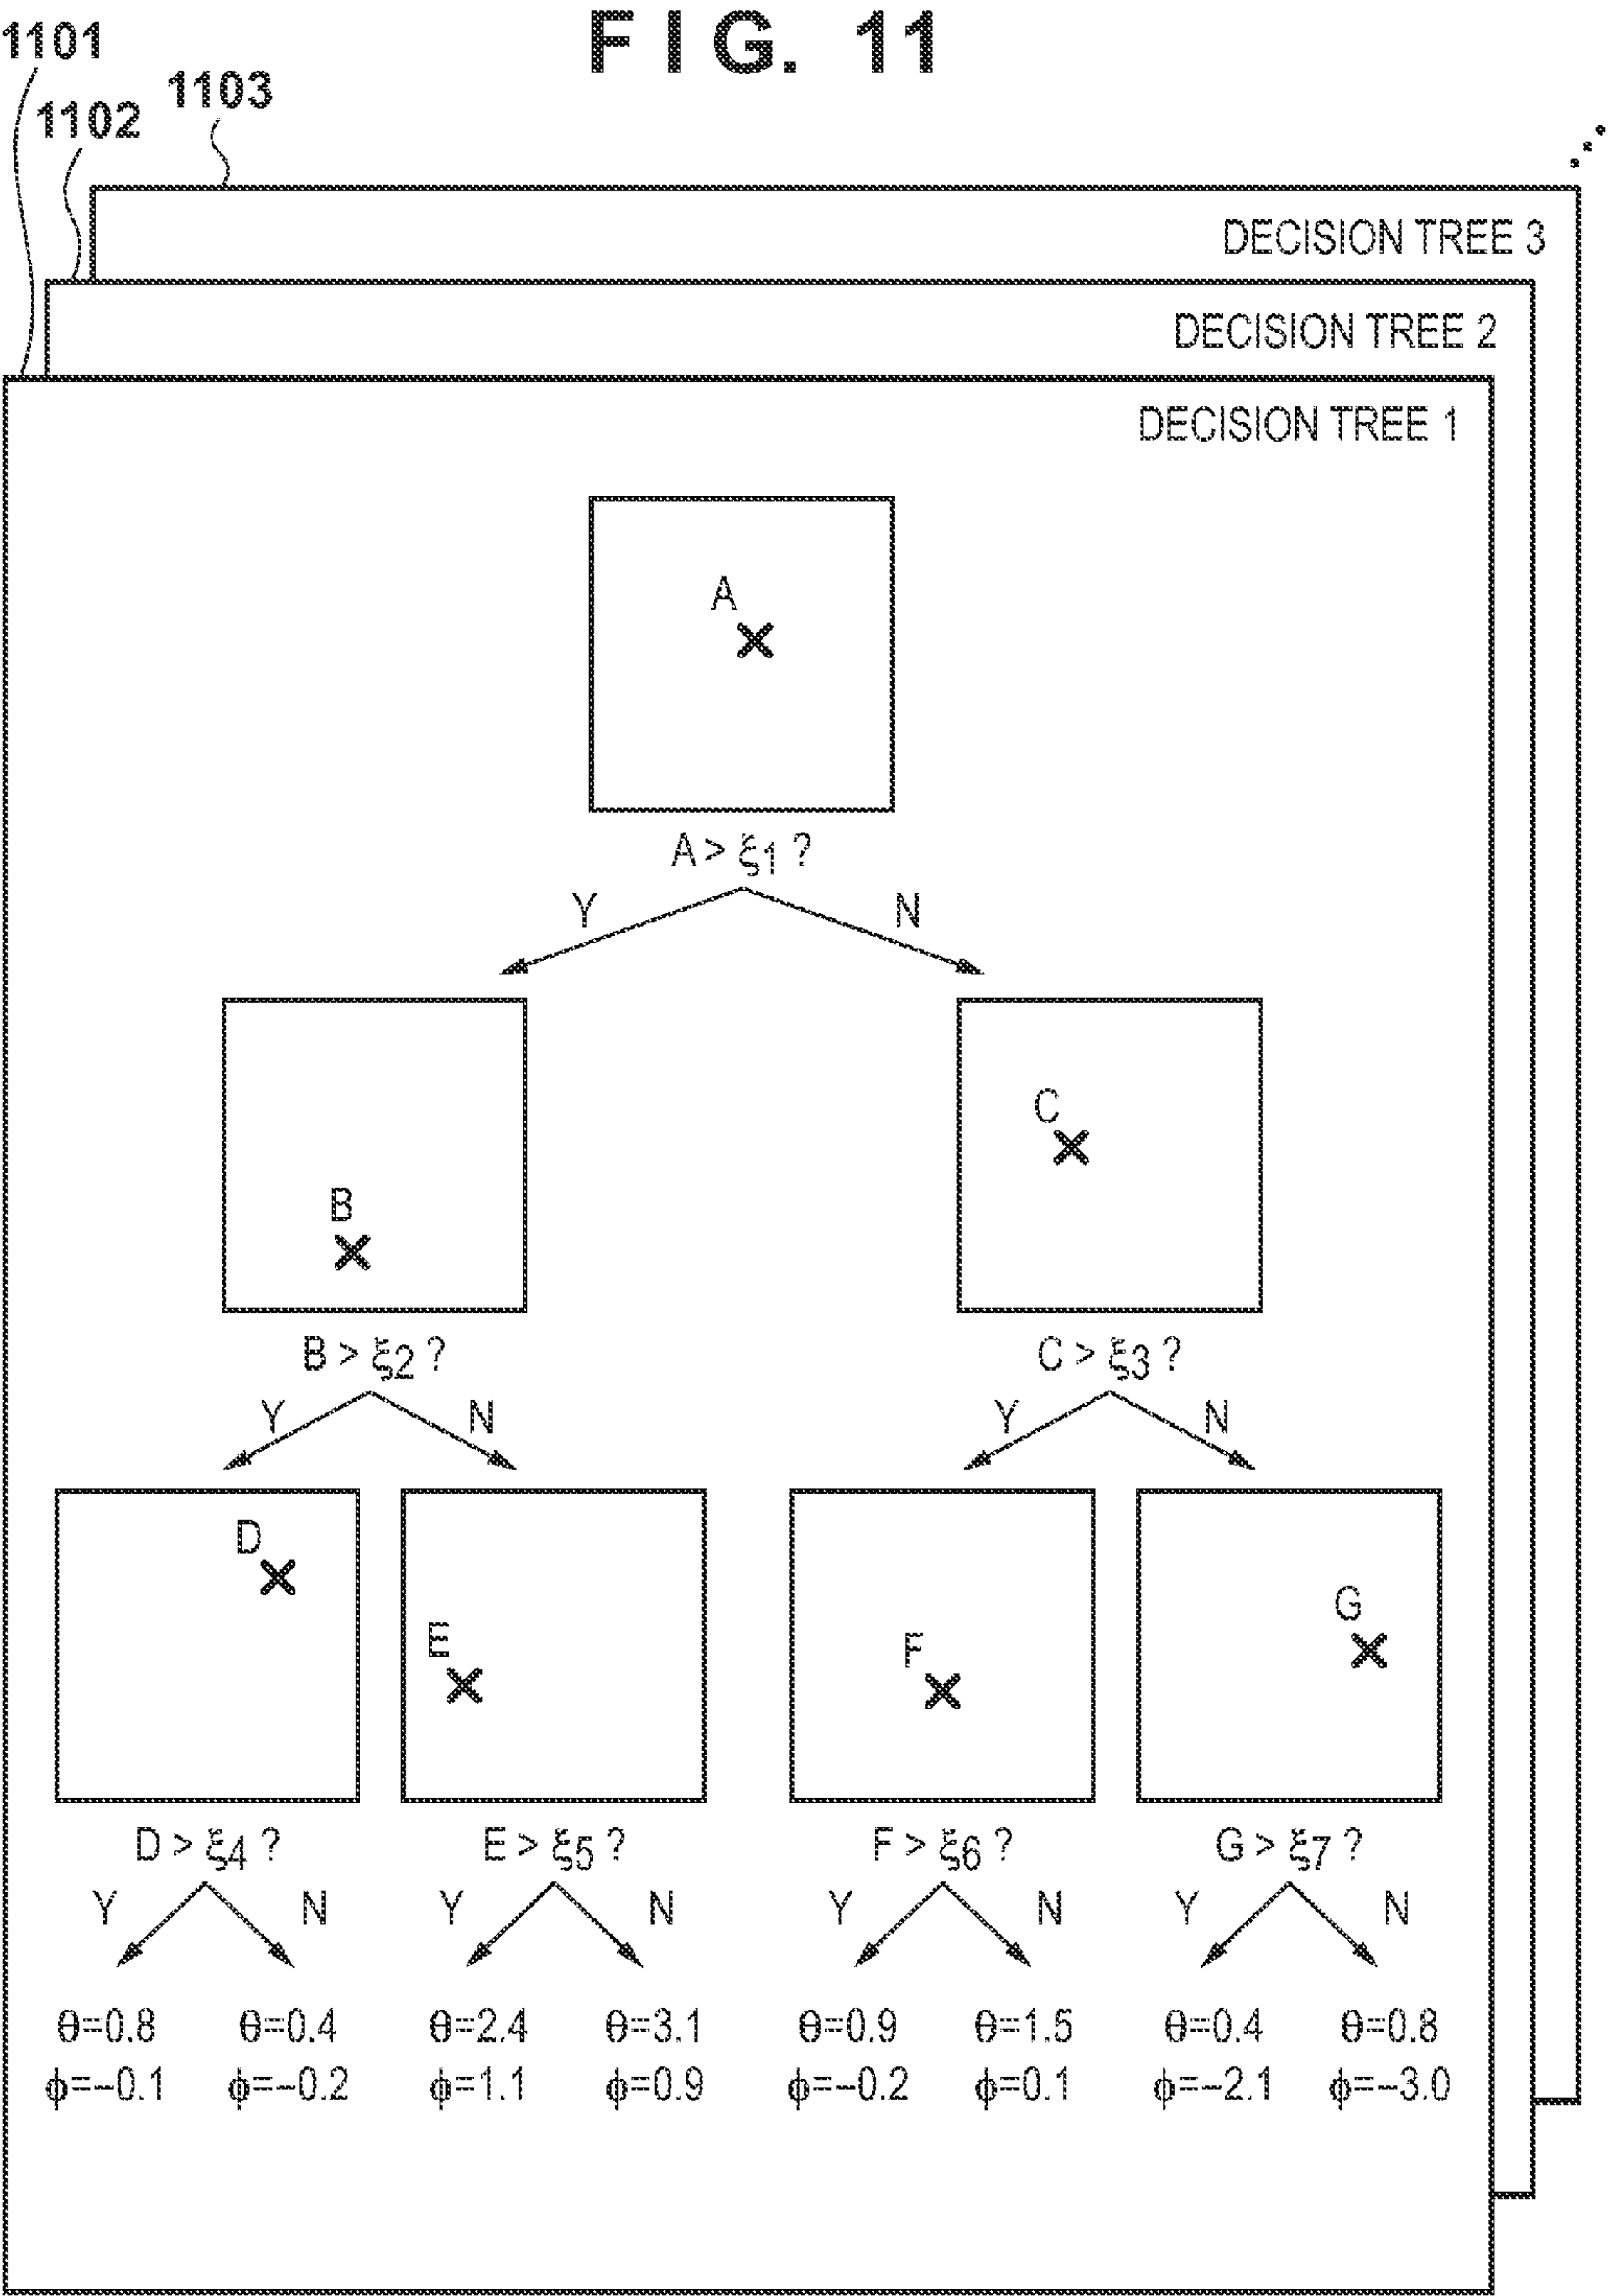 FIG. 11
1101
1102
1103
DECISION TREE 3
DECISION TREE 2
DECISION TREE 1
A
A > ξ1 ?
Y N
B
C
B > ξ2 ?
C > ξ3 ?
Y N Y N
D
E
F
G
D > ξ4 ? E > ξ5 ? F > ξ6 ? G > ξ7 ?
Y N Y N Y N Y N
θ=0.8 θ=0.4 θ=2.4 θ=3.1 θ=0.9 θ=1.5 θ=0.4 θ=0.8
ϕ=−0.1 ϕ=−0.2 ϕ=1.1 ϕ=0.9 ϕ=−0.2 ϕ=0.1 ϕ=−2.1 ϕ=−3.0